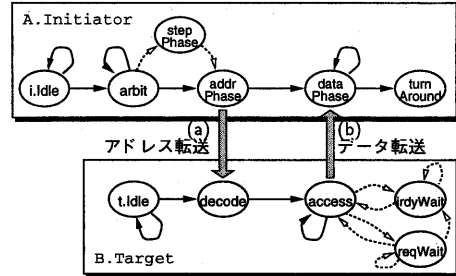 A.Initiator
step
Phase
i.Idle
arbit
addr
Phase
data
Phase
turn
Around
(a)
アドレス転送
(b)
データ転送
t.Idle
decode
access
irdyWait
reqWait
B.Target